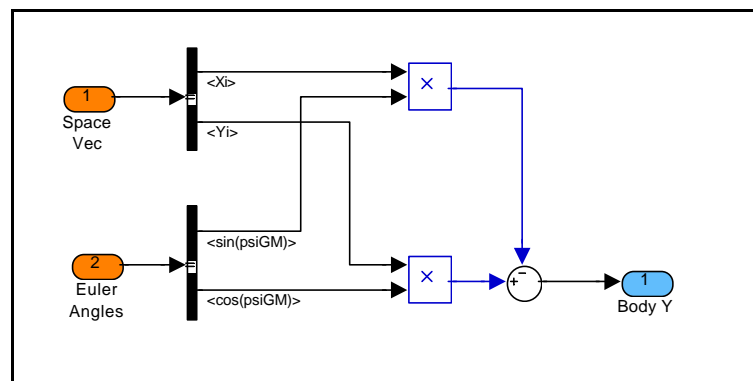 1
Space
Vec
<Xi>
<Yi>
×
2
Euler
Angles
<sin(psiGM)>
<cos(psiGM)>
×
−
+
1
Body Y